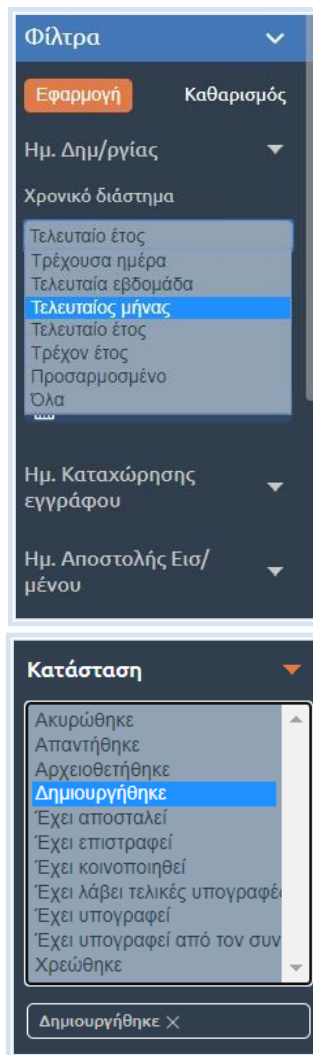 Φίλτρα
Εφαρμογή Καθαρισμός
Ημ. Δημ/ργίας
Χρονικό διάστημα
Τελευταίο έτος
Τρέχουσα ημέρα
Τελευταία εβδομάδα
Τελευταίος μήνας
Τελευταίο έτος
Τρέχον έτος
Προσαρμοσμένο
Όλα
Ημ. Καταχώρησης
εγγράφου
Ημ. Αποστολής Εισ/
μένου
Κατάσταση
Ακυρώθηκε
Απαντήθηκε
Αρχειοθετήθηκε
Δημιουργήθηκε
Έχει αποσταλεί
Έχει επιστραφεί
Έχει κοινοποιηθεί
Έχει λάβει τελικές υπογραφές
Έχει υπογραφεί
Έχει υπογραφεί από τον συν
Χρεώθηκε
Δημιουργήθηκε ×